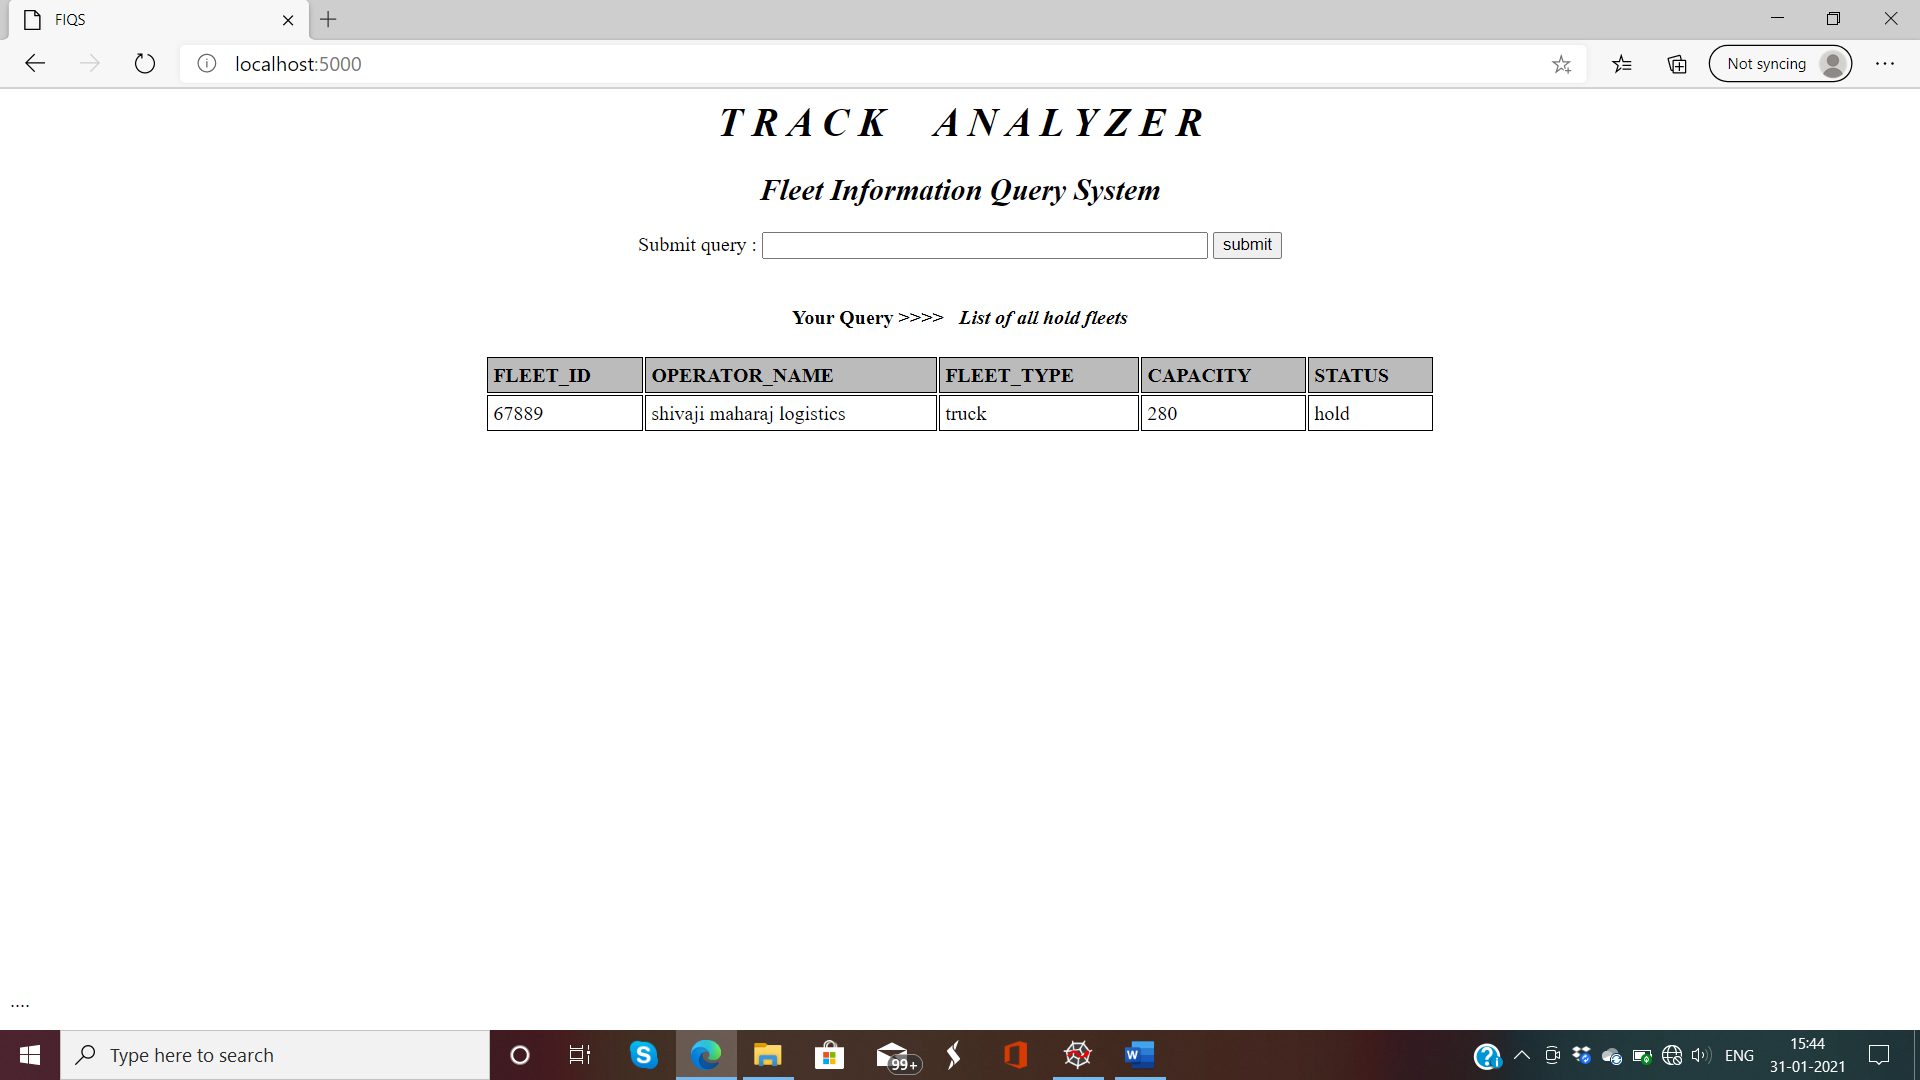 FIQS
localhost:5000
Not syncing
T R A C K A N A L Y Z E R
Fleet Information Query System
Submit query : submit
Your Query >>>> List of all hold fleets
FLEET_ID OPERATOR_NAME FLEET_TYPE CAPACITY STATUS
67889 shivaji maharaj logistics truck 280 hold
....
Type here to search
99+
ENG
15:44
31-01-2021